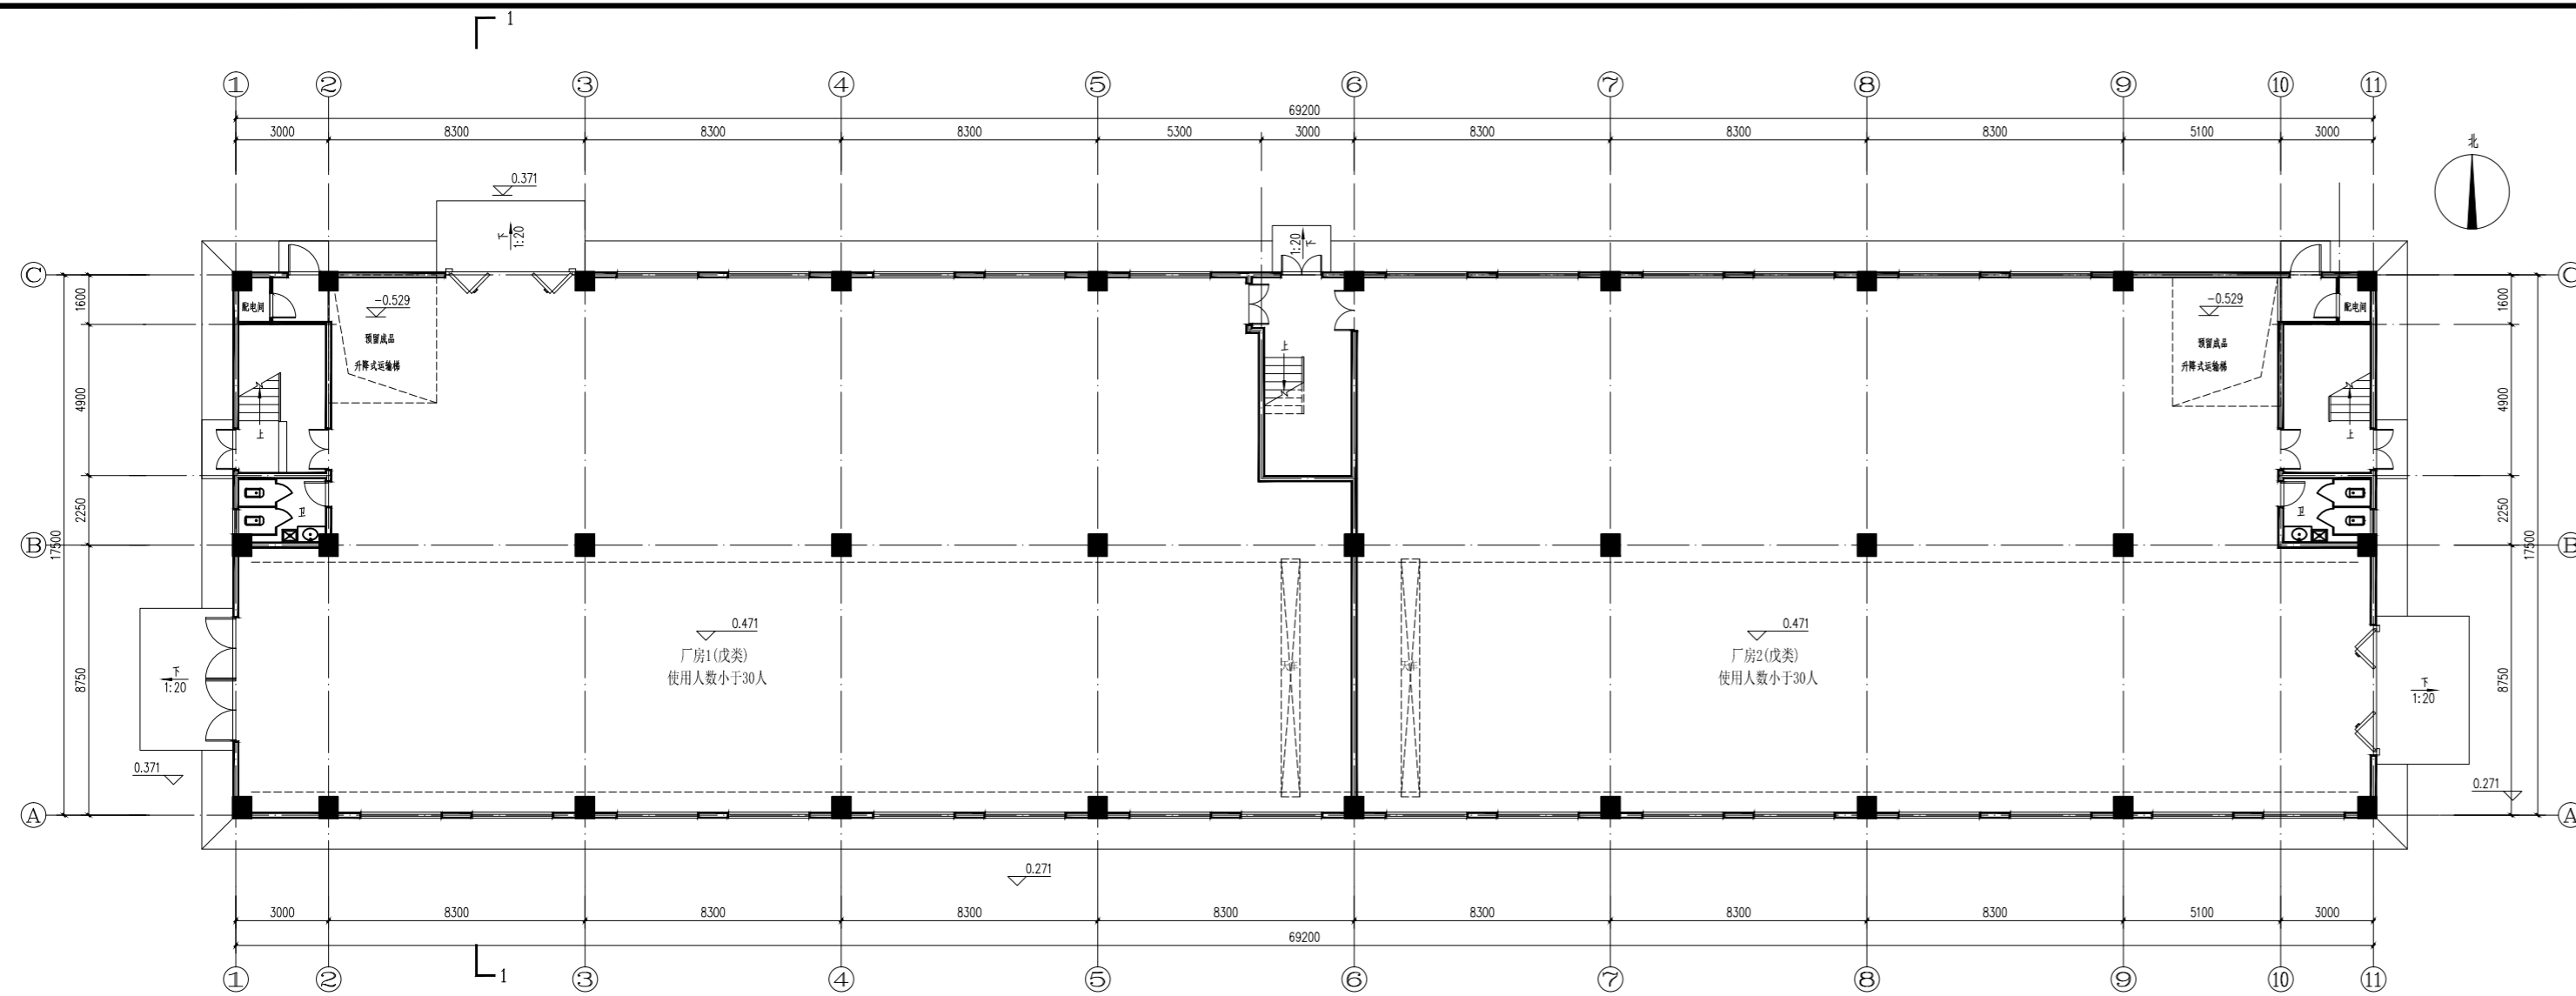 1
① ② ③ ④ ⑤ ⑥ ⑦ ⑧ ⑨ ⑩ ⑪
69200
3000 8300 8300 8300 5300 3000 8300 8300 8300 5100 3000
北
0.371
下
1:20
1:20
下
Ⓒ Ⓒ
配电间
-0.529
预留成品
升降式运输梯
-0.529
预留成品
升降式运输梯
配电间
1600 1600
上
上
上
4900 4900
卫
卫
2250 2250
17500 17500
Ⓑ Ⓑ
0.471
厂房1(戊类)
使用人数小于30人
天车
天车
0.471
厂房2(戊类)
使用人数小于30人
下
1:20
下
1:20
8750 8750
0.371
0.271
Ⓐ Ⓐ
0.271
3000 8300 8300 8300 8300 8300 8300 8300 5100 3000
69200
1
① ② ③ ④ ⑤ ⑥ ⑦ ⑧ ⑨ ⑩ ⑪